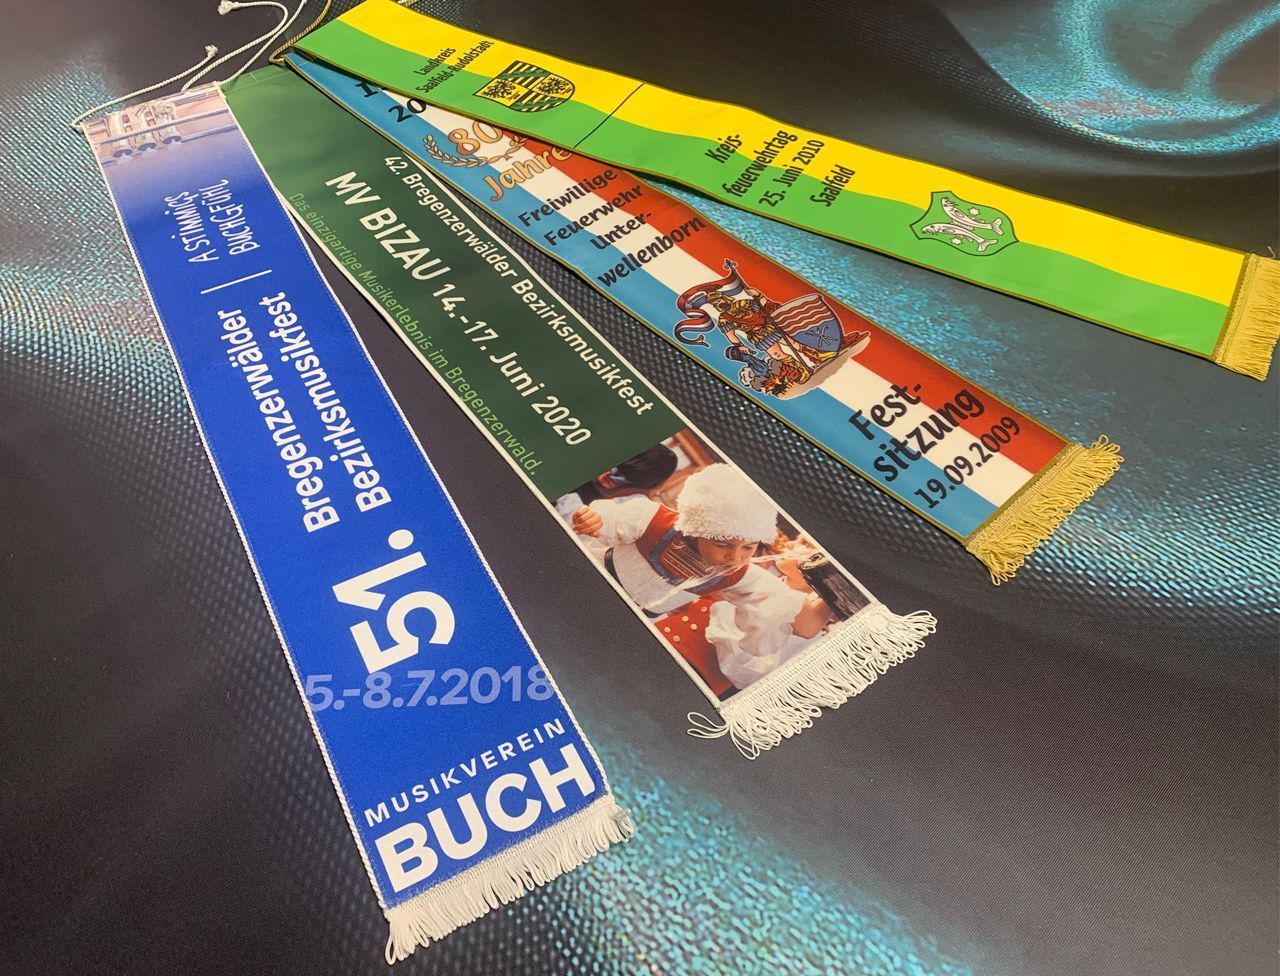 A STIMMIGS
BUCHGFÜHL
Bregenzerwälder
Bezirksmusikfest
51.
5.-8.7.2018
MUSIKVEREIN
BUCH
42. Bregenzerwälder Bezirksmusikfest
MV BIZAU 14.-17. Juni 2020
Das einzigartige Musikerlebnis im Bregenzerwald.
80
Jahre
Freiwillige
Feuerwehr
Unter-
wellenborn
Fest-
sitzung
19.09.2009
Landkreis
Saalfeld-Rudolstadt
Kreis-
feuerwehrtag
25. Juni 2010
Saalfeld